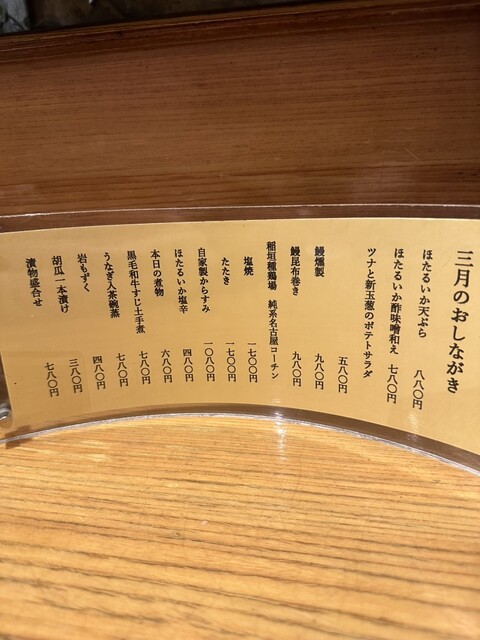 三月のおしながき
ほたるいか天ぷら 八八〇円
ほたるいか酢味噌和え 七八〇円
ツナと新玉葱のポテトサラダ
五八〇円
鰻燻製 九八〇円
鰻昆布巻き 九八〇円
稲垣種鶏場 純系名古屋コーチン
塩焼 一七〇〇円
たたき 一七〇〇円
自家製からすみ 一〇八〇円
ほたるいか塩辛 四八〇円
本日の煮物 六八〇円
黒毛和牛すじ土手煮 七八〇円
うなぎ入茶碗蒸 七八〇円
岩もずく 四八〇円
胡瓜一本漬け 三八〇円
漬物盛合せ 七八〇円